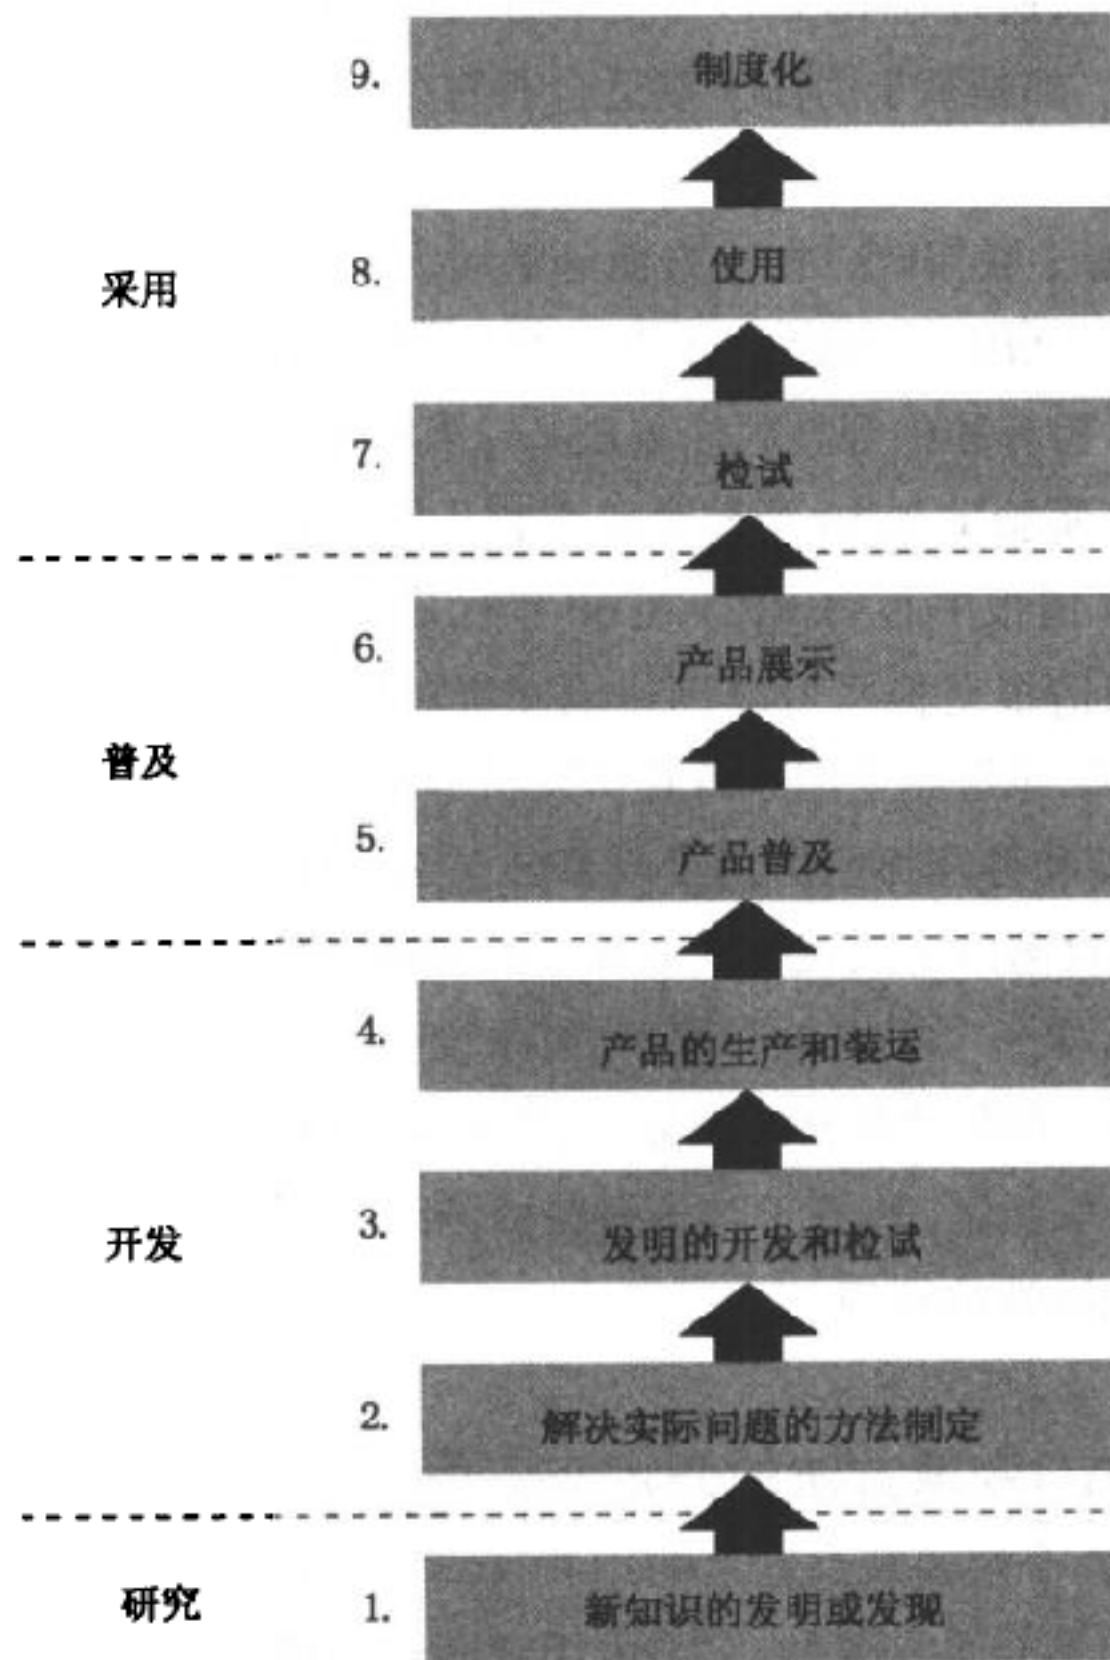 9. 制度化
8. 使用
采用
7. 检试
6. 产品展示
普及
5. 产品普及
4. 产品的生产和装运
开发
3. 发明的开发和检试
2. 解决实际问题的方法制定
研究
1. 新知识的发明或发现